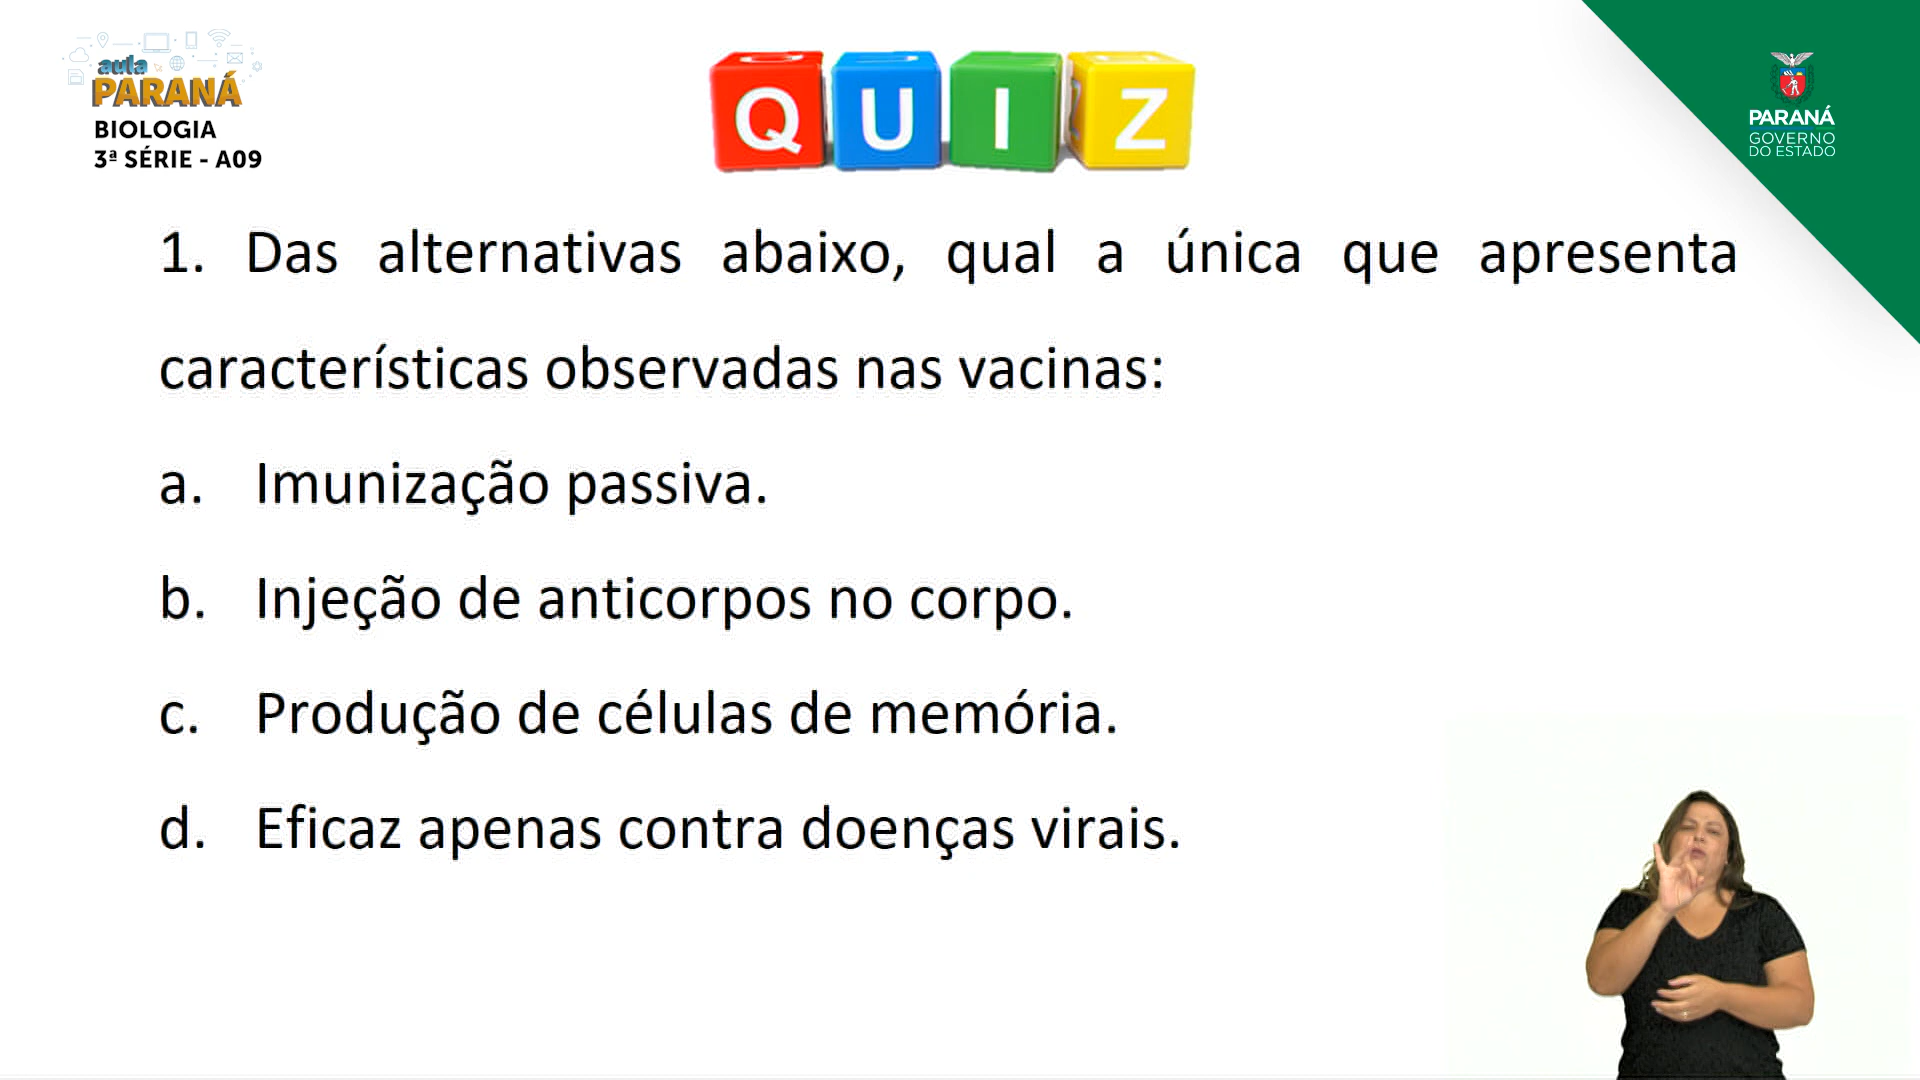 aula
PARANÁ
BIOLOGIA
3ª SÉRIE - A09
QUIZ
PARANÁ
GOVERNO
DO ESTADO
1. Das alternativas abaixo, qual a única que apresenta
características observadas nas vacinas:
a. Imunização passiva.
b. Injeção de anticorpos no corpo.
c. Produção de células de memória.
d. Eficaz apenas contra doenças virais.